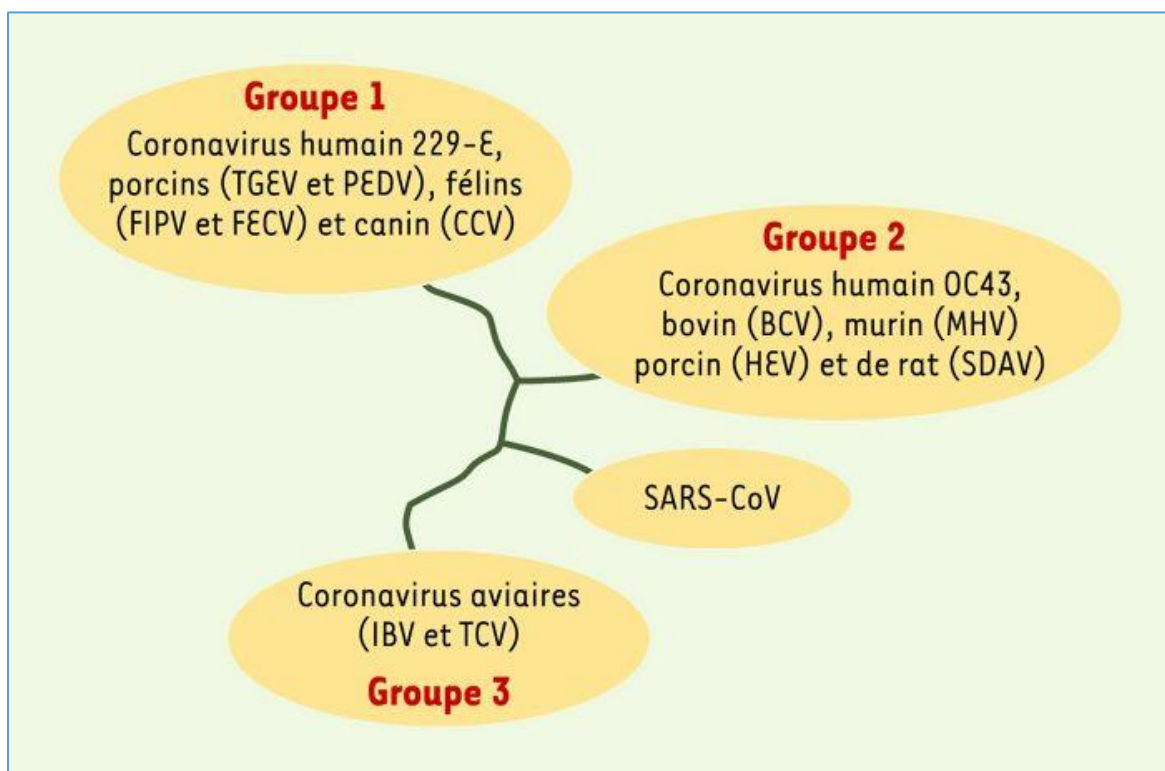 Groupe 1
Coronavirus humain 229-E,
porcins (TGEV et PEDV), félins
(FIPV et FECV) et canin (CCV)
Groupe 2
Coronavirus humain OC43,
bovin (BCV), murin (MHV)
porcin (HEV) et de rat (SDAV)
SARS-CoV
Coronavirus aviaires
(IBV et TCV)
Groupe 3